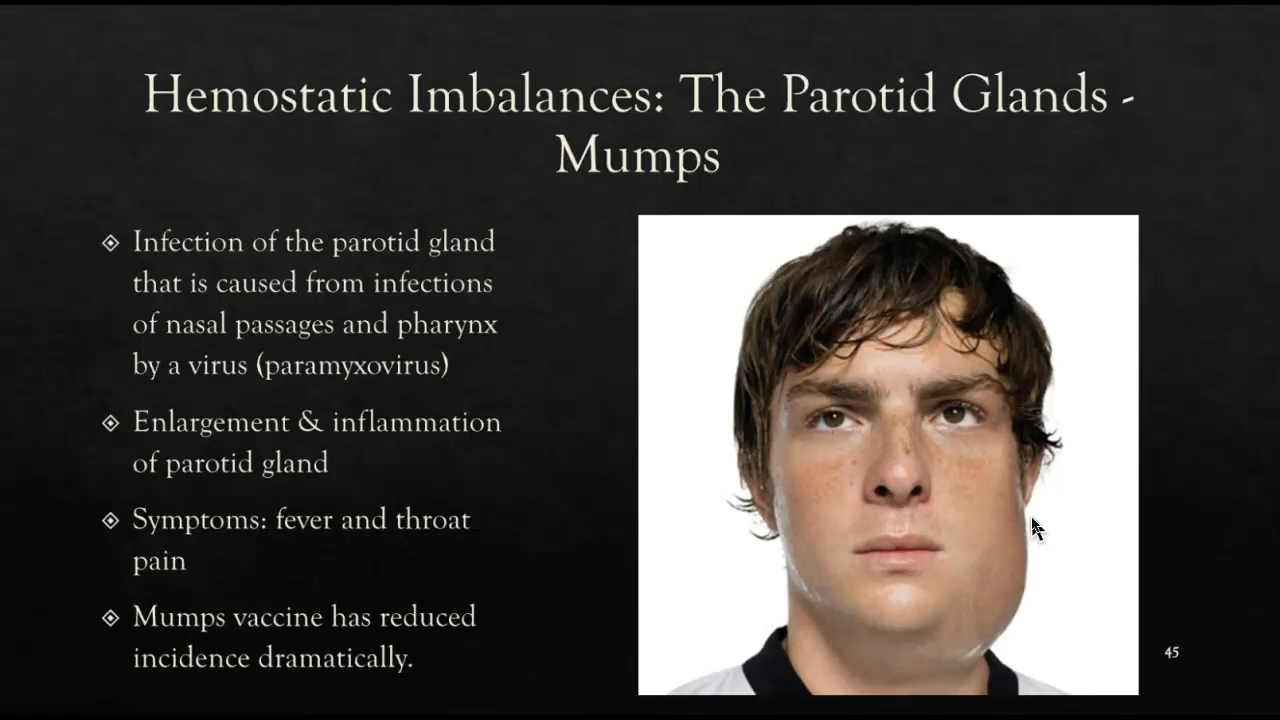 Hemostatic Imbalances: The Parotid Glands -
Mumps
Infection of the parotid gland
that is caused from infections
of nasal passages and pharynx
by a virus (paramyxovirus)
Enlargement & inflammation
of parotid gland
Symptoms: fever and throat
pain
Mumps vaccine has reduced
incidence dramatically.
45